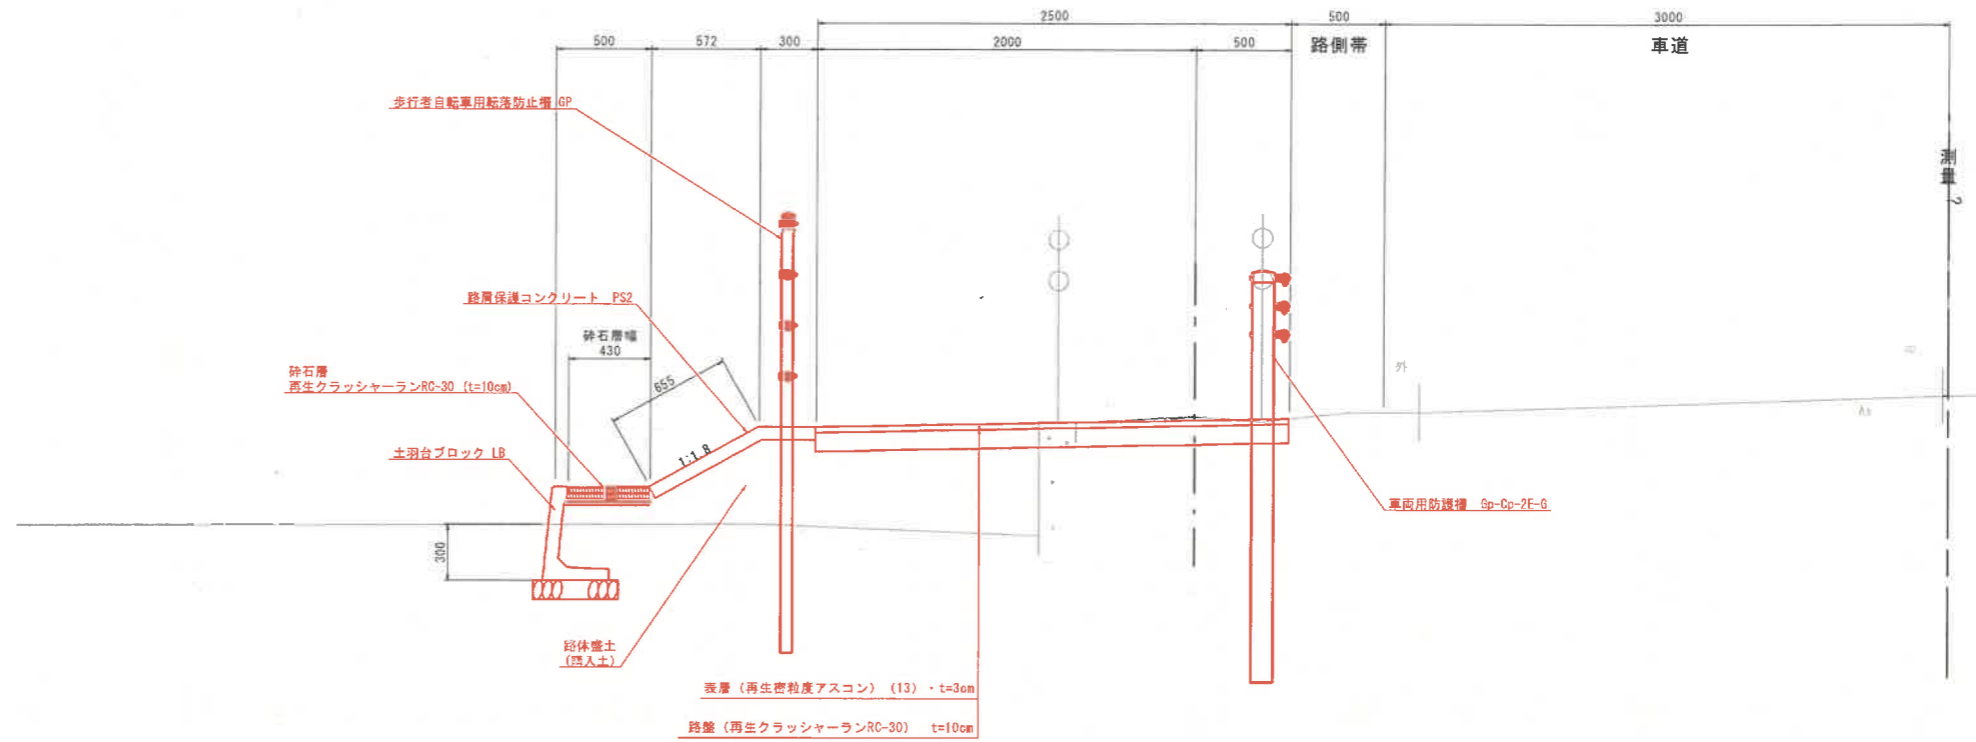 2500
500
3000
500
572
300
2000
500
路側帯
車道
歩行者自転車用転落防止柵 GP
路肩保護コンクリート PS2
砕石層幅
430
655
砕石層
再生クラッシャーランRC-30 (t=10cm)
1:1.8
土羽台ブロック LB
外
As
車両用防護柵 Gp-Cp-2E-G
300
路体盛土
(購入土)
表層(再生密粒度アスコン)(13)・t=3cm
路盤(再生クラッシャーランRC-30) t=10cm